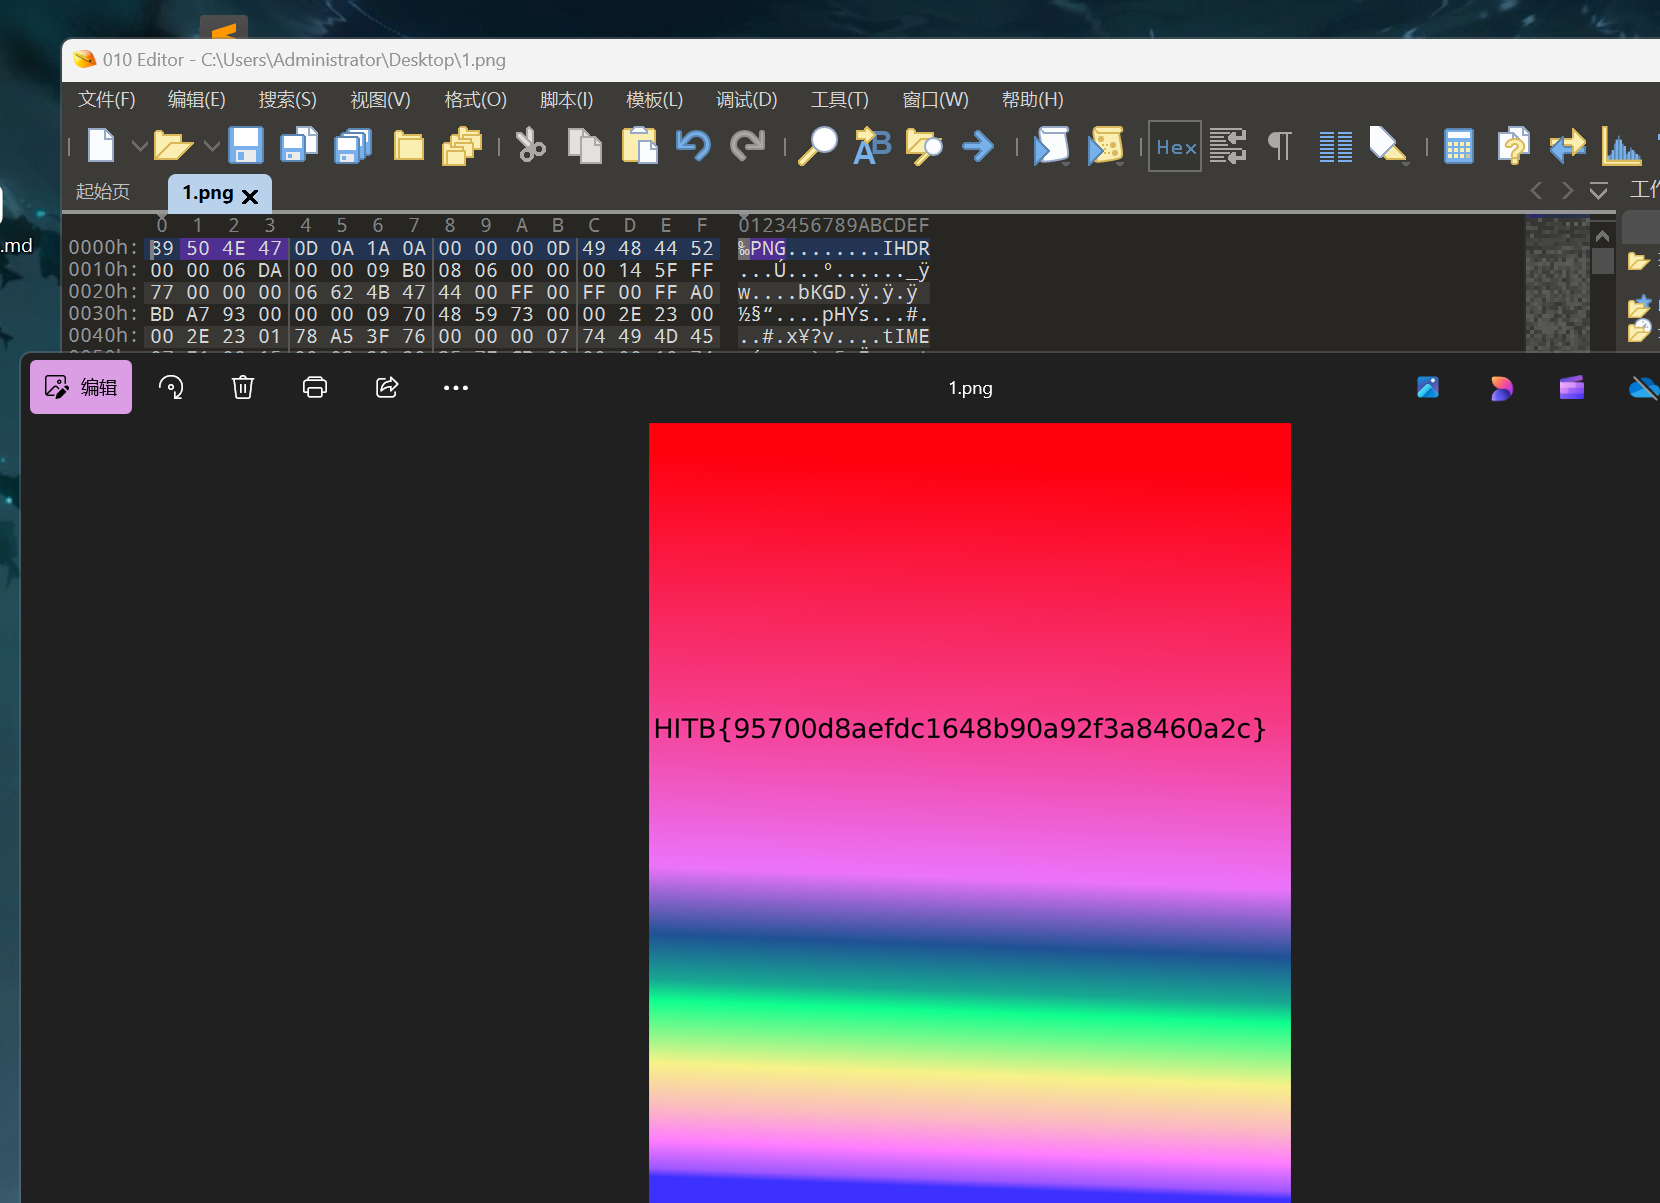 010 Editor - C:\Users\Administrator\Desktop\1.png
文件(F) 编辑(E) 搜索(S) 视图(V) 格式(O) 脚本(I) 模板(L) 调试(D) 工具(T) 窗口(W) 帮助(H)
Hex
起始页 1.png
.md
0 1 2 3 4 5 6 7 8 9 A B C D E F 0123456789ABCDEF
0000h: 89 50 4E 47 0D 0A 1A 0A 00 00 00 0D 49 48 44 52 ‰PNG........IHDR
0010h: 00 00 06 DA 00 00 09 B0 08 06 00 00 00 14 5F FF ...Ú...°......_ÿ
0020h: 77 00 00 00 06 62 4B 47 44 00 FF 00 FF 00 FF A0 w....bKGD.ÿ.ÿ.ÿ
0030h: BD A7 93 00 00 00 09 70 48 59 73 00 00 2E 23 00 ½§“....pHYs...#.
0040h: 00 2E 23 01 78 A5 3F 76 00 00 00 07 74 49 4D 45 ..#.x¥?v....tIME
编辑
1.png
HITB{95700d8aefdc1648b90a92f3a8460a2c}